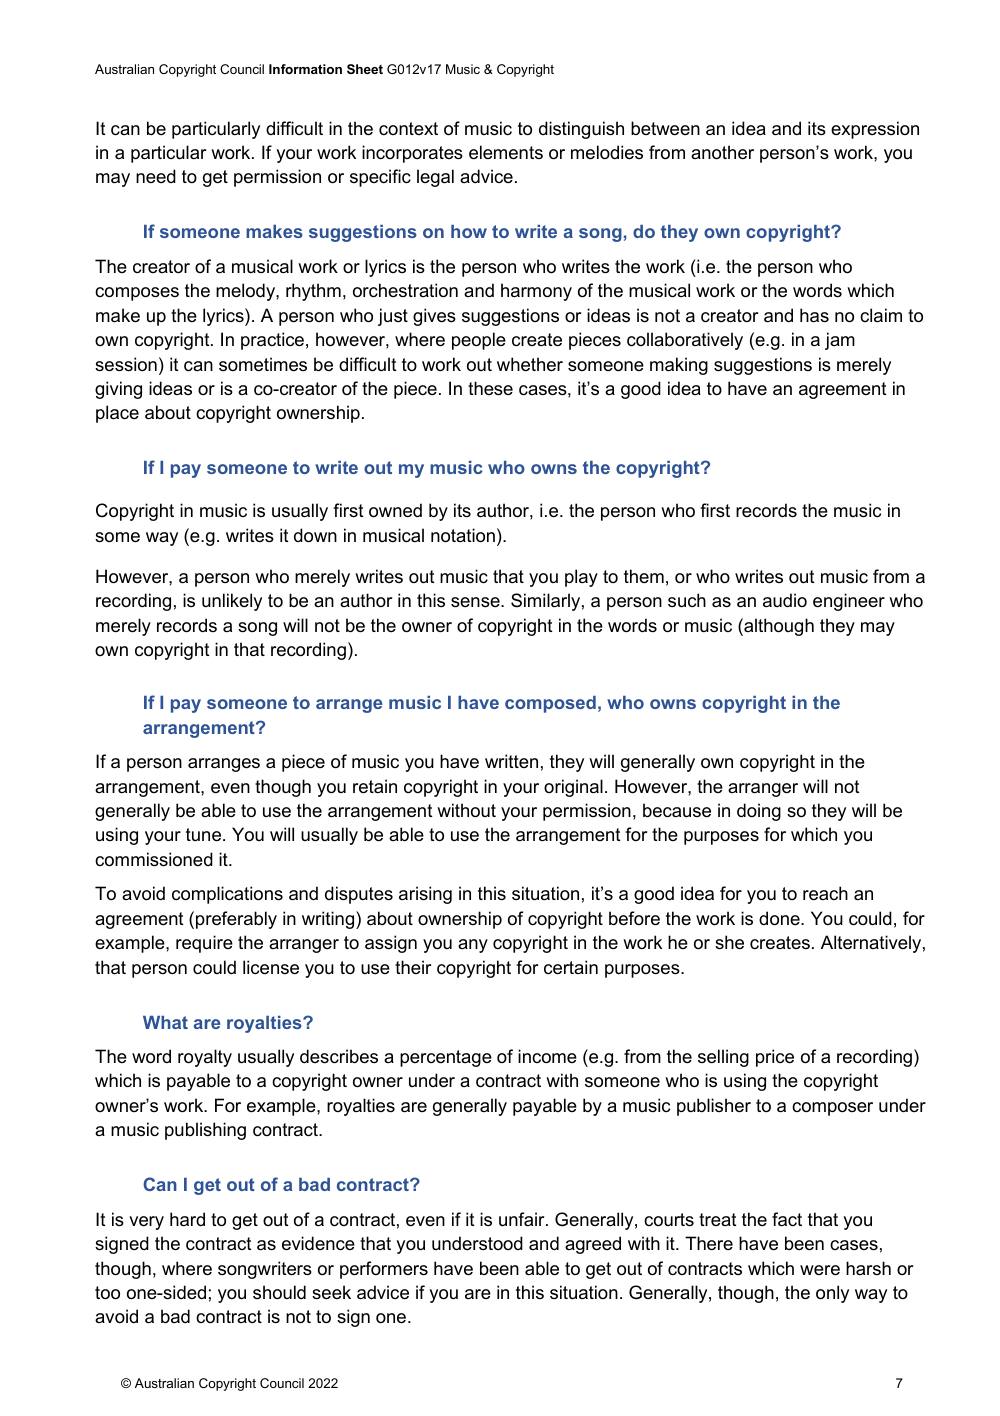 Australian Copyright Council Information Sheet G012v17 Music & Copyright
It can be particularly difficult in the context of music to distinguish between an idea and its expression
in a particular work. If your work incorporates elements or melodies from another person’s work, you
may need to get permission or specific legal advice.
If someone makes suggestions on how to write a song, do they own copyright?
The creator of a musical work or lyrics is the person who writes the work (i.e. the person who
composes the melody, rhythm, orchestration and harmony of the musical work or the words which
make up the lyrics). A person who just gives suggestions or ideas is not a creator and has no claim to
own copyright. In practice, however, where people create pieces collaboratively (e.g. in a jam
session) it can sometimes be difficult to work out whether someone making suggestions is merely
giving ideas or is a co-creator of the piece. In these cases, it’s a good idea to have an agreement in
place about copyright ownership.
If I pay someone to write out my music who owns the copyright?
Copyright in music is usually first owned by its author, i.e. the person who first records the music in
some way (e.g. writes it down in musical notation).
However, a person who merely writes out music that you play to them, or who writes out music from a
recording, is unlikely to be an author in this sense. Similarly, a person such as an audio engineer who
merely records a song will not be the owner of copyright in the words or music (although they may
own copyright in that recording).
If I pay someone to arrange music I have composed, who owns copyright in the
arrangement?
If a person arranges a piece of music you have written, they will generally own copyright in the
arrangement, even though you retain copyright in your original. However, the arranger will not
generally be able to use the arrangement without your permission, because in doing so they will be
using your tune. You will usually be able to use the arrangement for the purposes for which you
commissioned it.
To avoid complications and disputes arising in this situation, it’s a good idea for you to reach an
agreement (preferably in writing) about ownership of copyright before the work is done. You could, for
example, require the arranger to assign you any copyright in the work he or she creates. Alternatively,
that person could license you to use their copyright for certain purposes.
What are royalties?
The word royalty usually describes a percentage of income (e.g. from the selling price of a recording)
which is payable to a copyright owner under a contract with someone who is using the copyright
owner’s work. For example, royalties are generally payable by a music publisher to a composer under
a music publishing contract.
Can I get out of a bad contract?
It is very hard to get out of a contract, even if it is unfair. Generally, courts treat the fact that you
signed the contract as evidence that you understood and agreed with it. There have been cases,
though, where songwriters or performers have been able to get out of contracts which were harsh or
too one-sided; you should seek advice if you are in this situation. Generally, though, the only way to
avoid a bad contract is not to sign one.
© Australian Copyright Council 2022 7